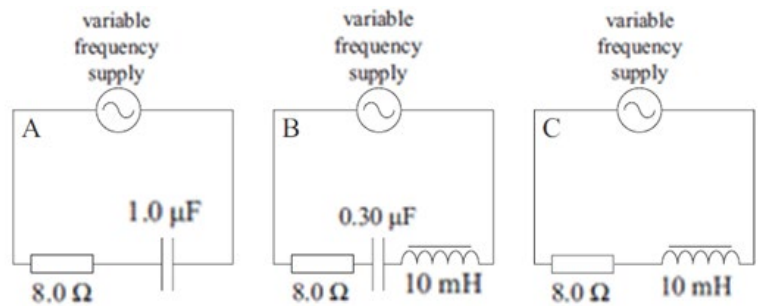 variable
frequency
supply
A
1.0 μF
8.0 Ω
variable
frequency
supply
B
0.30 μF
8.0 Ω
10 mH
variable
frequency
supply
C
8.0 Ω
10 mH